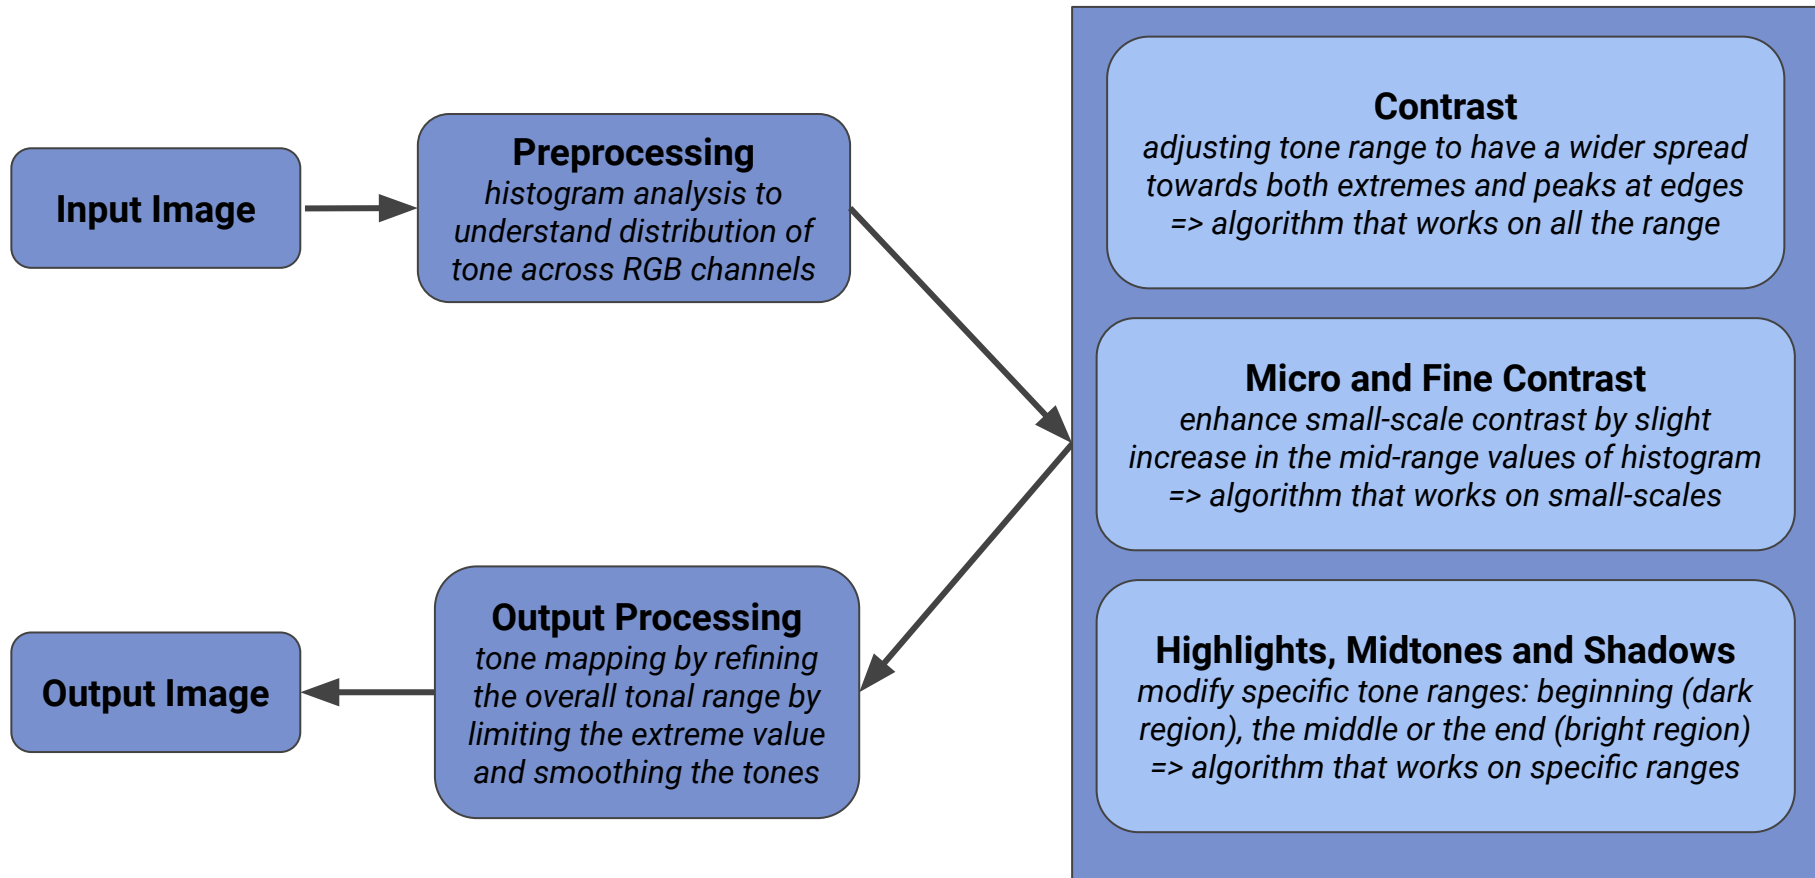 Input Image
Preprocessing
histogram analysis to
understand distribution of
tone across RGB channels
Contrast
adjusting tone range to have a wider spread
towards both extremes and peaks at edges
=> algorithm that works on all the range
Micro and Fine Contrast
enhance small-scale contrast by slight
increase in the mid-range values of histogram
=> algorithm that works on small-scales
Highlights, Midtones and Shadows
modify specific tone ranges: beginning (dark
region), the middle or the end (bright region)
=> algorithm that works on specific ranges
Output Processing
tone mapping by refining
the overall tonal range by
limiting the extreme value
and smoothing the tones
Output Image